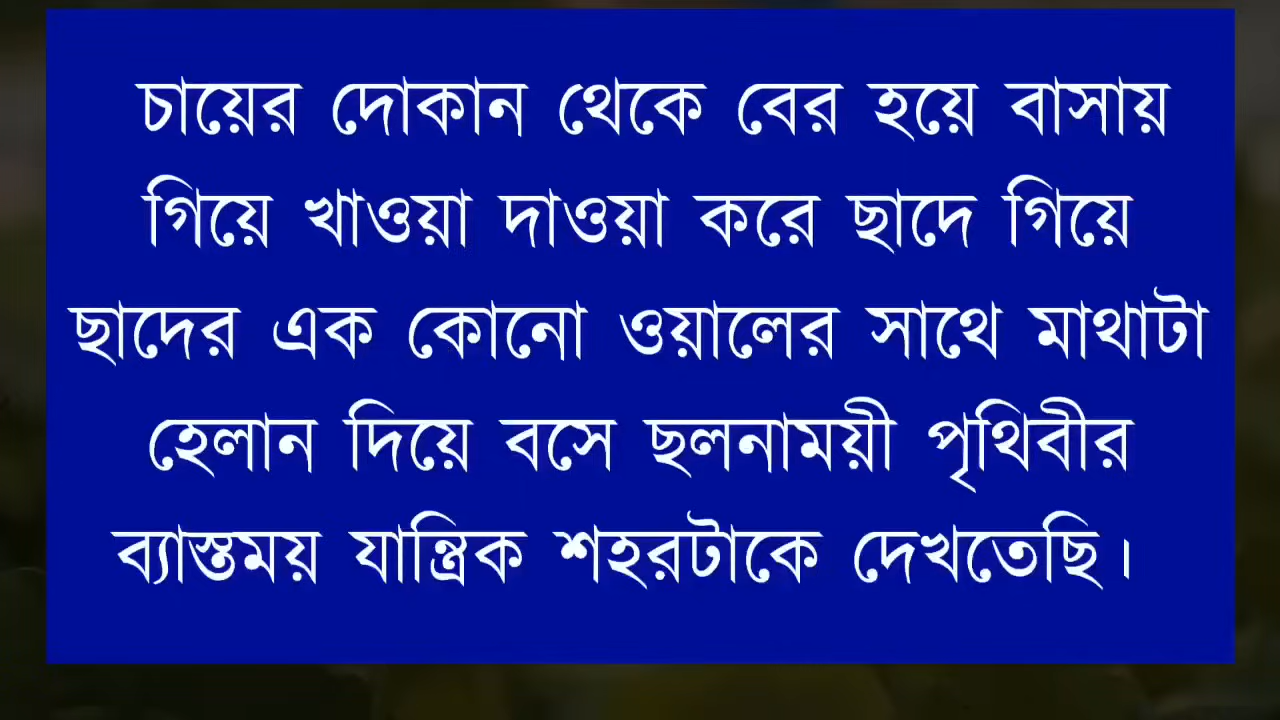 চায়ের দোকান থেকে বের হয়ে বাসায়
গিয়ে খাওয়া দাওয়া করে ছাদে গিয়ে
ছাদের এক কোনো ওয়ালের সাথে মাথাটা
হেলান দিয়ে বসে ছলনাময়ী পৃথিবীর
ব্যাস্তময় যান্ত্রিক শহরটাকে দেখতেছি।